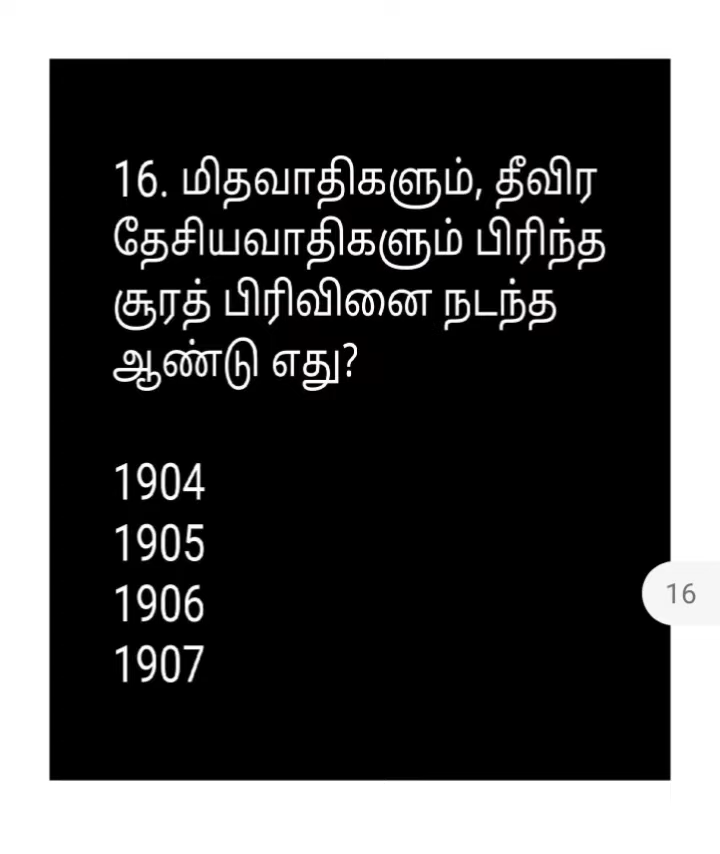 16. மிதவாதிகளும், தீவிர
தேசியவாதிகளும் பிரிந்த
சூரத் பிரிவினை நடந்த
ஆண்டு எது?
1904
1905
1906
1907
16